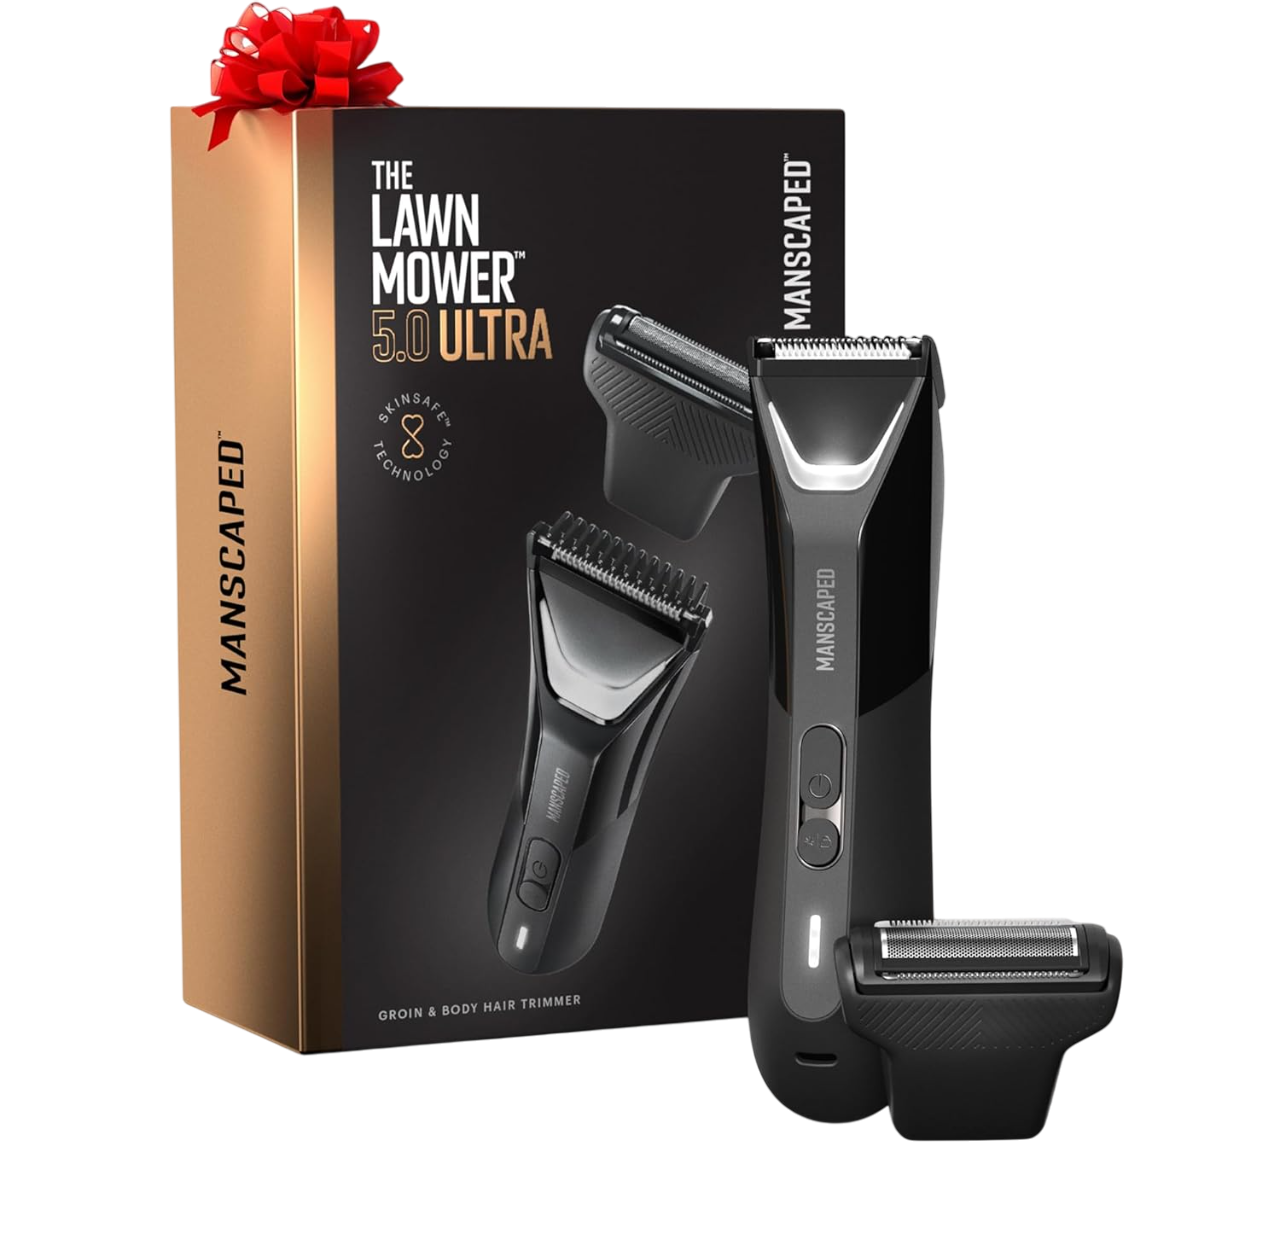 THE
LAWN
MOWER™
5.0 ULTRA
SKINSAFE™
TECHNOLOGY
MANSCAPED™
MANSCAPED™
MANSCAPED
MANSCAPED
GROIN & BODY HAIR TRIMMER